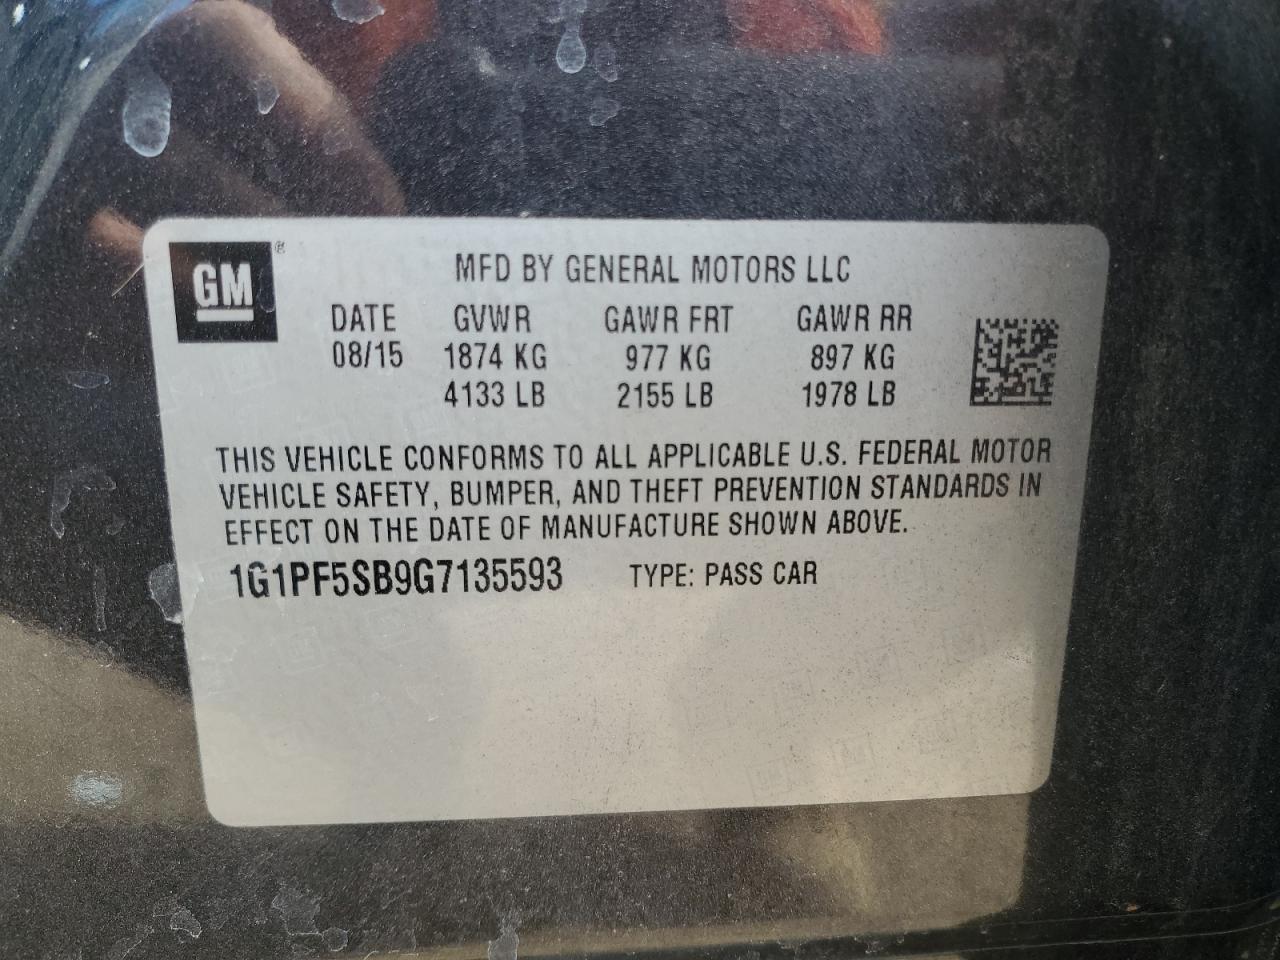 GM ®
MFD BY GENERAL MOTORS LLC
DATE GVWR GAWR FRT GAWR RR
08/15 1874 KG 977 KG 897 KG
4133 LB 2155 LB 1978 LB
THIS VEHICLE CONFORMS TO ALL APPLICABLE U.S. FEDERAL MOTOR
VEHICLE SAFETY, BUMPER, AND THEFT PREVENTION STANDARDS IN
EFFECT ON THE DATE OF MANUFACTURE SHOWN ABOVE.
1G1PF5SB9G7135593 TYPE: PASS CAR